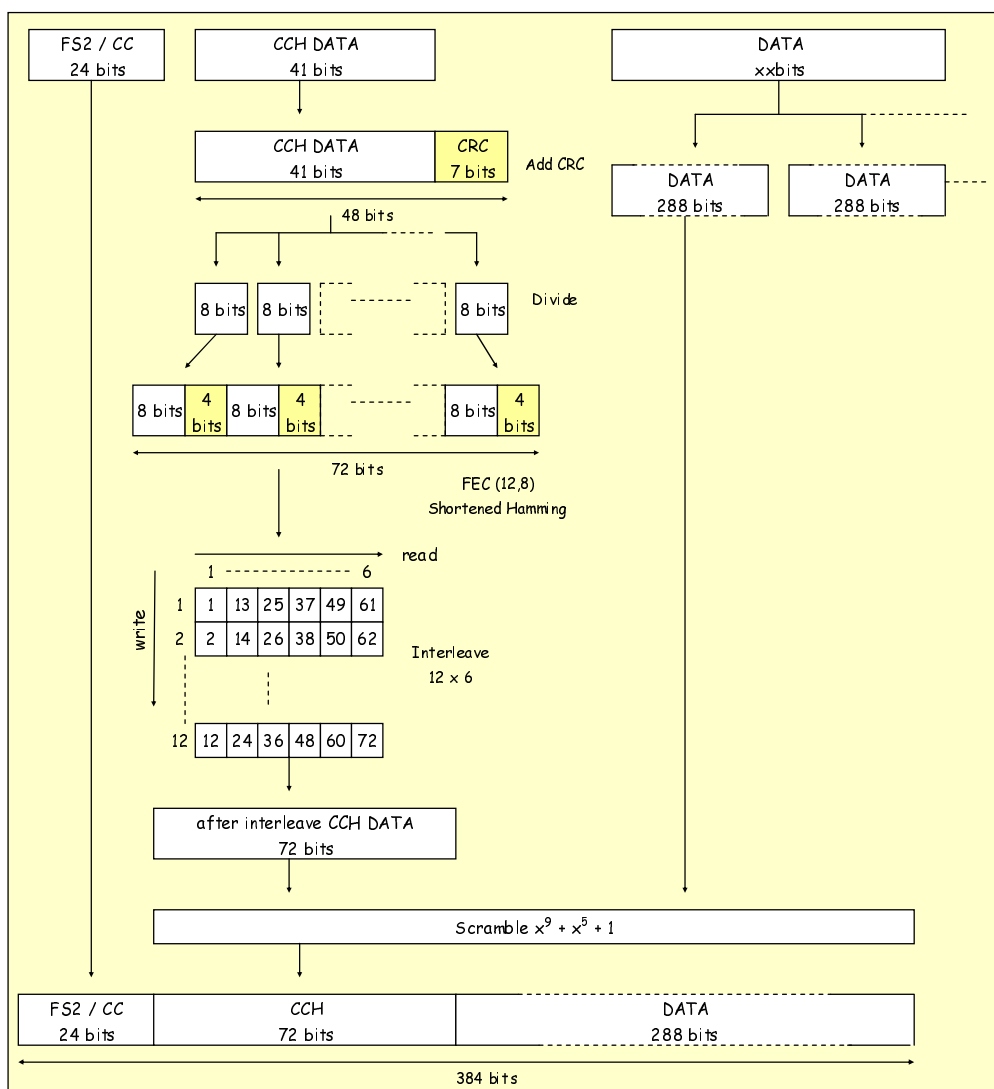 FS2 / CC
24 bits
CCH DATA
41 bits
DATA
xxbits
CCH DATA
41 bits
CRC
7 bits
Add CRC
48 bits
DATA
288 bits
DATA
288 bits
8 bits
8 bits
8 bits
Divide
8 bits
4
bits
8 bits
4
bits
8 bits
4
bits
72 bits
FEC (12,8)
Shortened Hamming
read
1 6
write
1 1 13 25 37 49 61
2 2 14 26 38 50 62
Interleave
12 x 6
12 12 24 36 48 60 72
after interleave CCH DATA
72 bits
Scramble x⁹ + x⁵ + 1
FS2 / CC
24 bits
CCH
72 bits
DATA
288 bits
384 bits